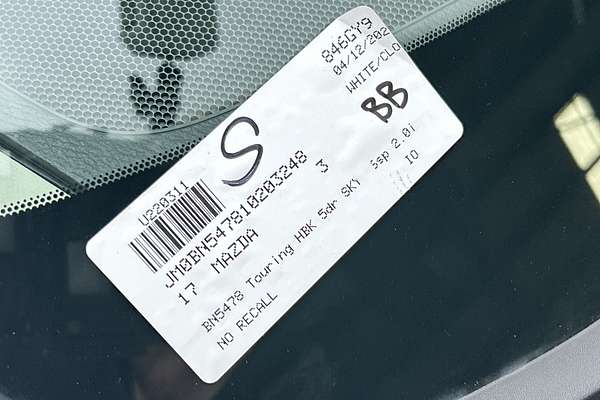 846GY9
04/12/202
WHITE/CLO
S
BB
U220311
JM0BN547810203248 3
17 MAZDA
BN5478 Touring HBK 5dr SKY 6sp 2.0i
IO
NO RECALL